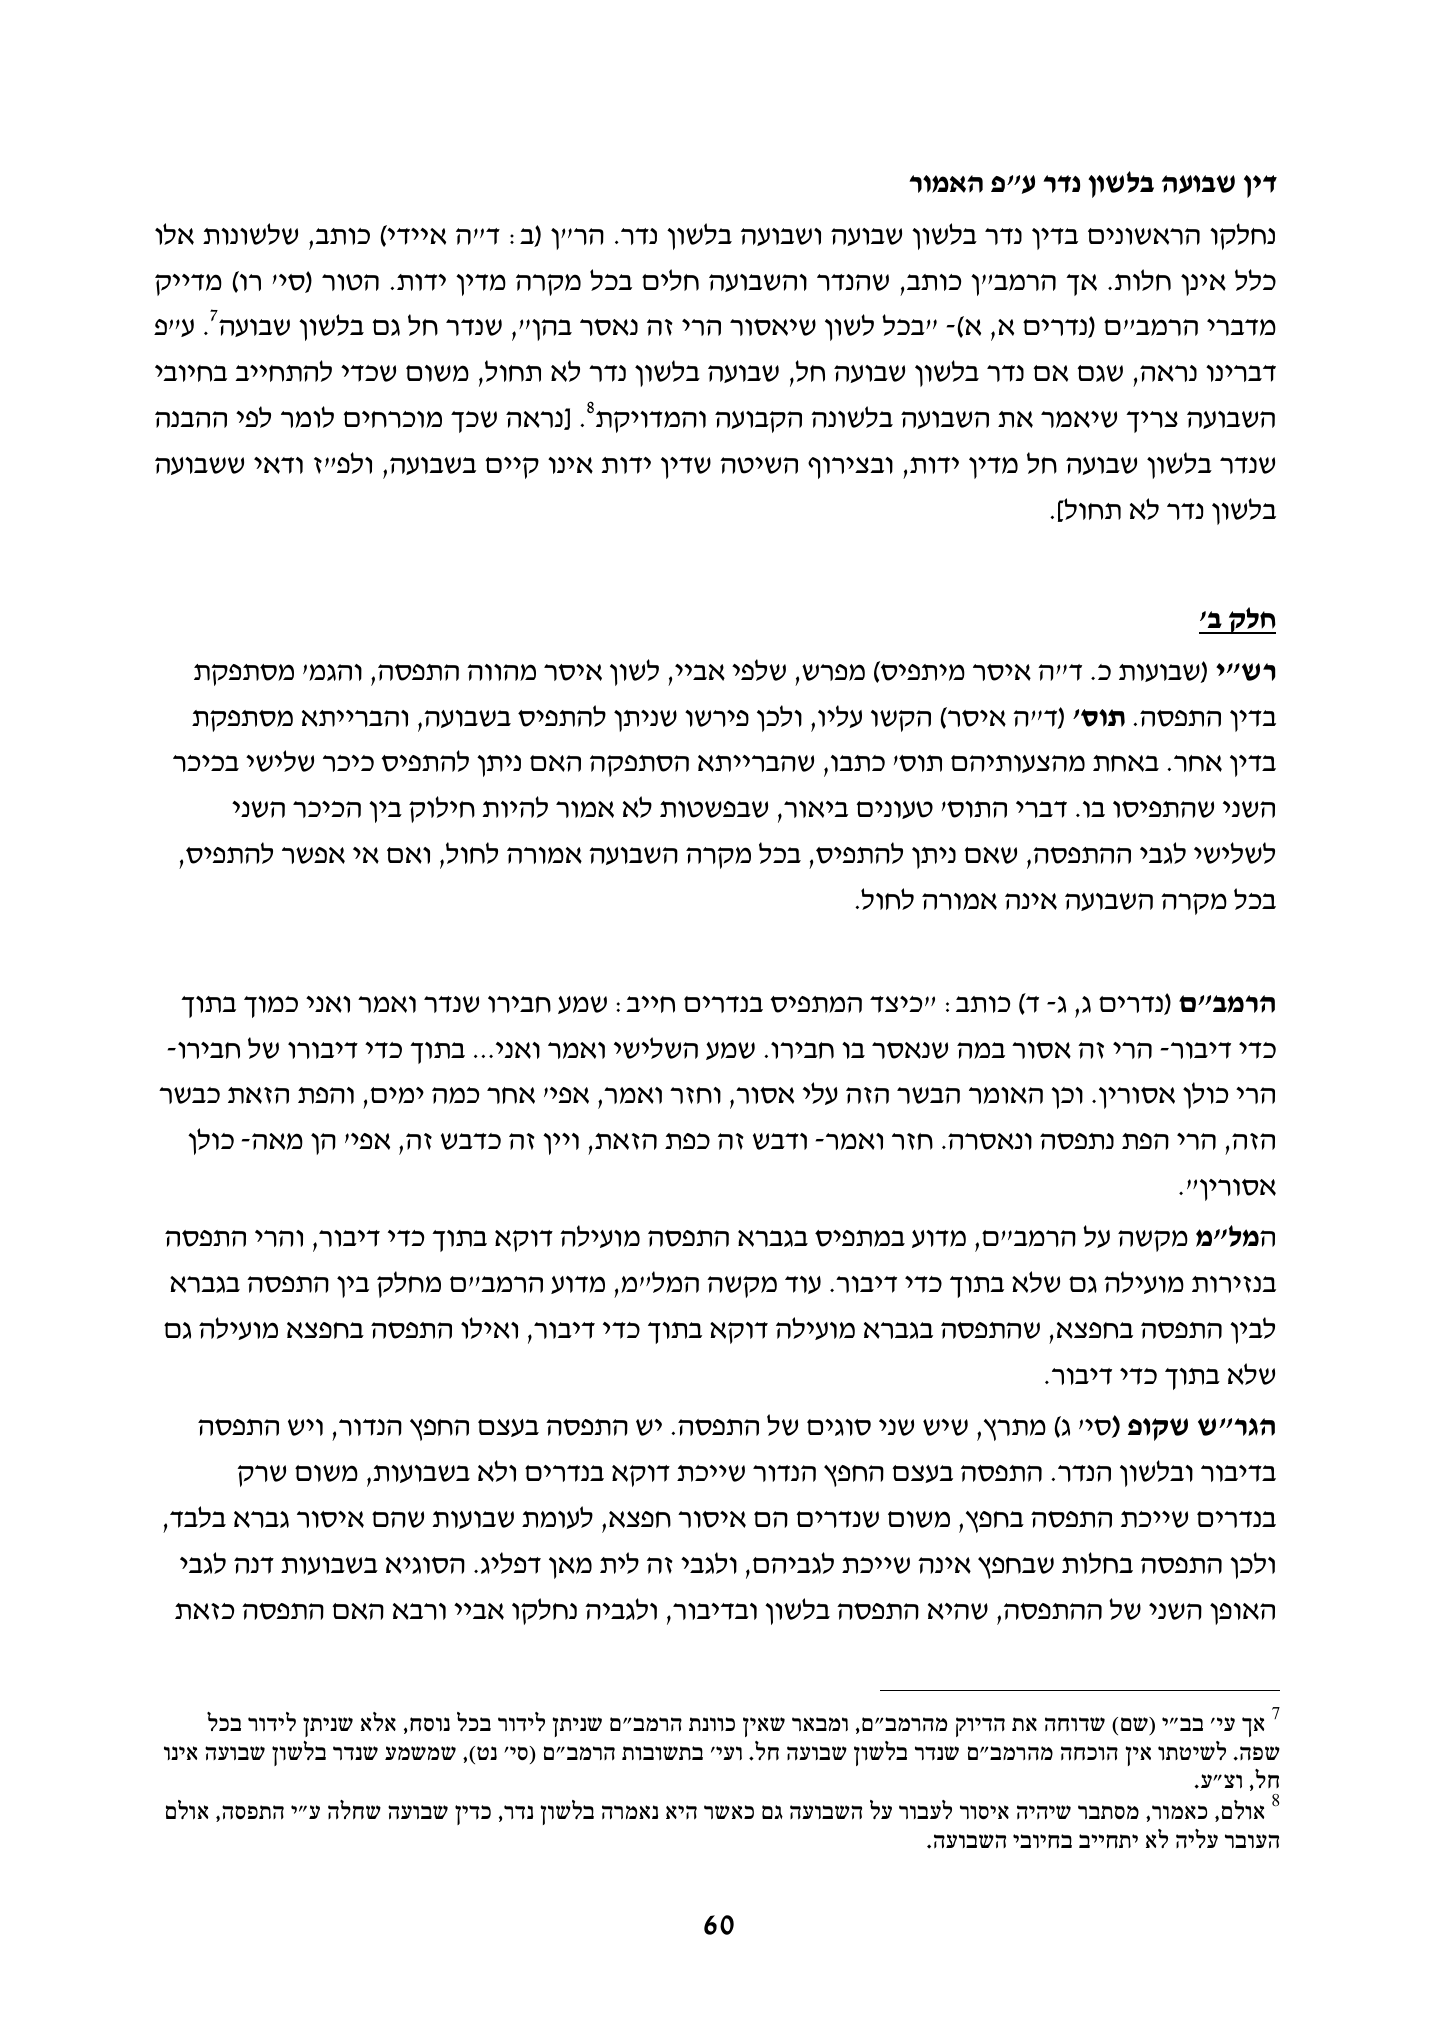 דין שבועה בלשון נדר ע״פ האמור
נחלקו הראשונים בדין נדר בלשון שבועה ושבועה בלשון נדר. הר״ן (ב: ד״ה איידי) כותב, שלשונות אלו
כלל אינן חלות. אך הרמב״ן כותב, שהנדר והשבועה חלים בכל מקרה מדין ידות. הטור (סי׳ רו) מדייק
מדברי הרמב״ם (נדרים א, א)- ״בכל לשון שיאסור הרי זה נאסר בהן״, שנדר חל גם בלשון שבועה7. ע״פ
דברינו נראה, שגם אם נדר בלשון שבועה חל, שבועה בלשון נדר לא תחול, משום שכדי להתחייב בחיובי
השבועה צריך שיאמר את השבועה בלשונה הקבועה והמדויקת8. [נראה שכך מוכרחים לומר לפי ההבנה
שנדר בלשון שבועה חל מדין ידות, ובצירוף השיטה שדין ידות אינו קיים בשבועה, ולפ״ז ודאי ששבועה
בלשון נדר לא תחול].
חלק ב׳
רש״י (שבועות כ. ד״ה איסר מיתפיס) מפרש, שלפי אביי, לשון איסר מהווה התפסה, והגמ׳ מסתפקת
בדין התפסה. תוס׳ (ד״ה איסר) הקשו עליו, ולכן פירשו שניתן להתפיס בשבועה, והברייתא מסתפקת
בדין אחר. באחת מהצעותיהם תוס׳ כתבו, שהברייתא הסתפקה האם ניתן להתפיס כיכר שלישי בכיכר
השני שהתפיסו בו. דברי התוס׳ טעונים ביאור, שבפשטות לא אמור להיות חילוק בין הכיכר השני
לשלישי לגבי ההתפסה, שאם ניתן להתפיס, בכל מקרה השבועה אמורה לחול, ואם אי אפשר להתפיס,
בכל מקרה השבועה אינה אמורה לחול.
הרמב״ם (נדרים ג, ג- ד) כותב: ״כיצד המתפיס בנדרים חייב: שמע חבירו שנדר ואמר ואני כמוך בתוך
כדי דיבור- הרי זה אסור במה שנאסר בו חבירו. שמע השלישי ואמר ואני... בתוך כדי דיבורו של חבירו-
הרי כולן אסורין. וכן האומר הבשר הזה עלי אסור, וחזר ואמר, אפי׳ אחר כמה ימים, והפת הזאת כבשר
הזה, הרי הפת נתפסה ונאסרה. חזר ואמר- ודבש זה כפת הזאת, ויין זה כדבש זה, אפי׳ הן מאה- כולן
אסורין״.
המל״מ מקשה על הרמב״ם, מדוע במתפיס בגברא התפסה מועילה דוקא בתוך כדי דיבור, והרי התפסה
בנזירות מועילה גם שלא בתוך כדי דיבור. עוד מקשה המל״מ, מדוע הרמב״ם מחלק בין התפסה בגברא
לבין התפסה בחפצא, שהתפסה בגברא מועילה דוקא בתוך כדי דיבור, ואילו התפסה בחפצא מועילה גם
שלא בתוך כדי דיבור.
הגר״ש שקופ (סי׳ ג) מתרץ, שיש שני סוגים של התפסה. יש התפסה בעצם החפץ הנדור, ויש התפסה
בדיבור ובלשון הנדר. התפסה בעצם החפץ הנדור שייכת דוקא בנדרים ולא בשבועות, משום שרק
בנדרים שייכת התפסה בחפץ, משום שנדרים הם איסור חפצא, לעומת שבועות שהם איסור גברא בלבד,
ולכן התפסה בחלות שבחפץ אינה שייכת לגביהם, ולגבי זה לית מאן דפליג. הסוגיא בשבועות דנה לגבי
האופן השני של ההתפסה, שהיא התפסה בלשון ובדיבור, ולגביה נחלקו אביי ורבא האם התפסה כזאת
7 אך עי׳ בב״י (שם) שדוחה את הדיוק מהרמב״ם, ומבאר שאין כוונת הרמב״ם שניתן לידור בכל נוסח, אלא שניתן לידור בכל
שפה. לשיטתו אין הוכחה מהרמב״ם שנדר בלשון שבועה חל. ועי׳ בתשובות הרמב״ם (סי׳ נט), שמשמע שנדר בלשון שבועה אינו
חל, וצ״ע.
8 אולם, כאמור, מסתבר שיהיה איסור לעבור על השבועה גם כאשר היא נאמרה בלשון נדר, כדין שבועה שחלה ע״י התפסה, אולם
העובר עליה לא יתחייב בחיובי השבועה.
60